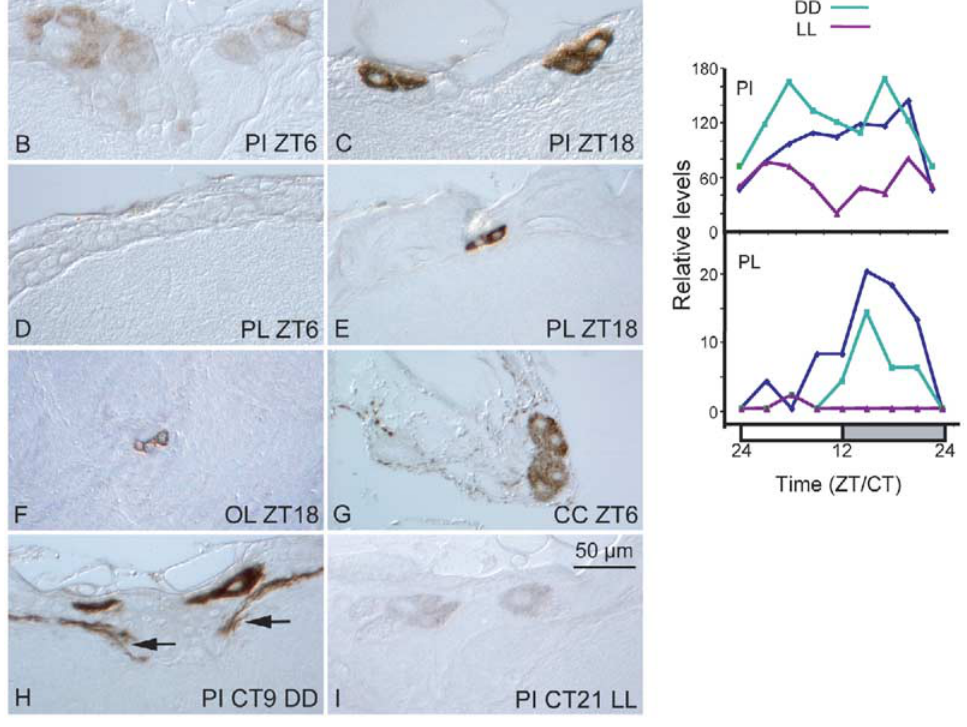 B PI ZT6
C PI ZT18
D PL ZT6
E PL ZT18
F OL ZT18
G CC ZT6
50 µm
H PI CT9 DD
I PI CT21 LL
DD
LL
Relative levels
180
120
60
0
PI
20
10
0
PL
24 12 24
Time (ZT/CT)